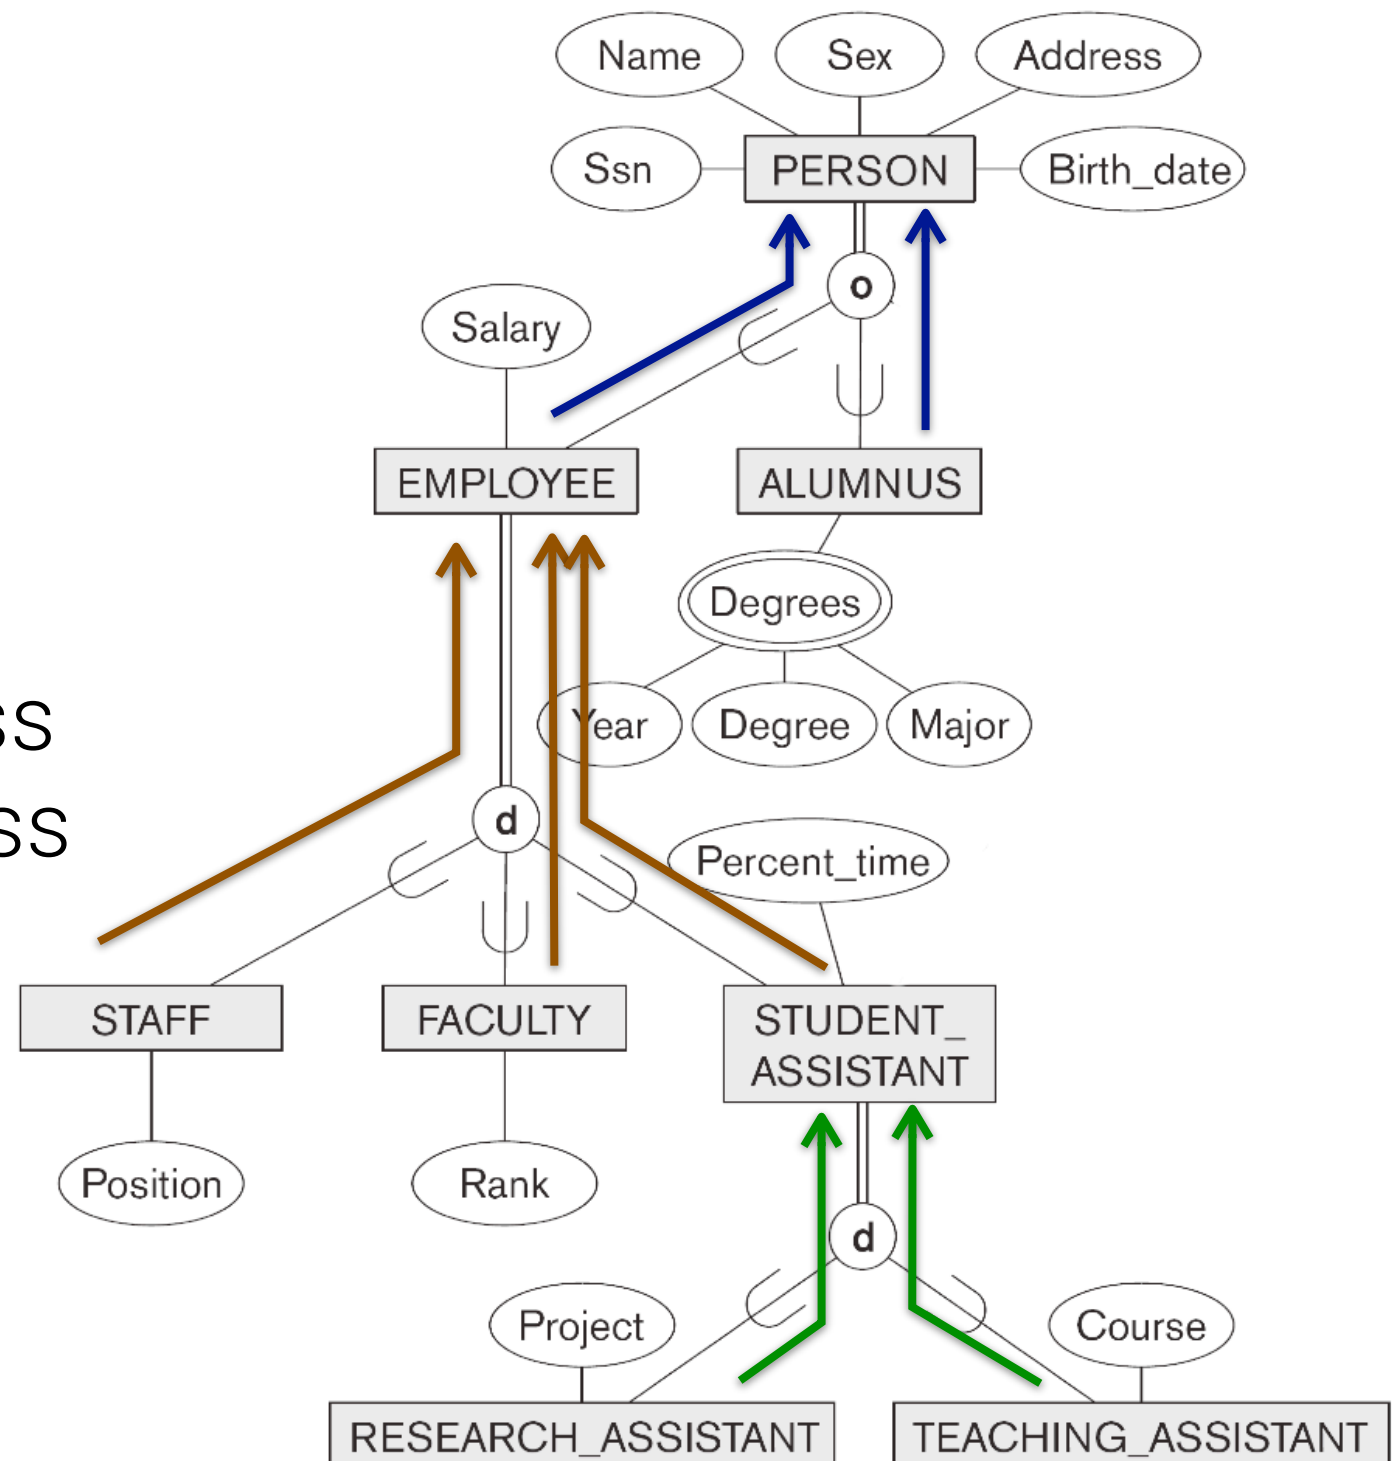 Name
Sex
Address
Ssn
PERSON
Birth_date
o
Salary
EMPLOYEE
ALUMNUS
Degrees
Year
Degree
Major
ss
d
ss
Percent_time
STAFF
FACULTY
STUDENT_
ASSISTANT
Position
Rank
d
Project
Course
RESEARCH_ASSISTANT
TEACHING_ASSISTANT